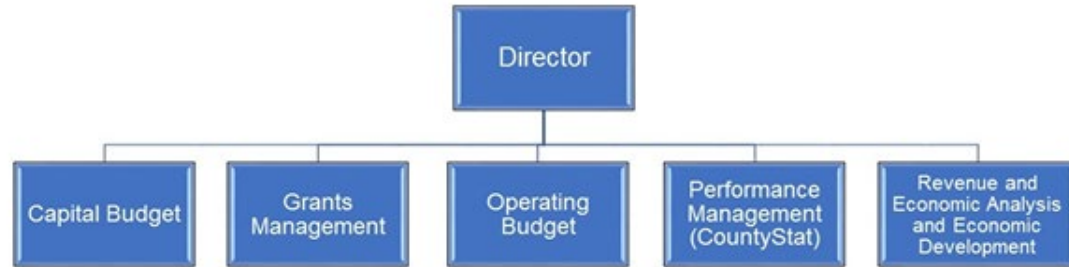 Director
Capital Budget
Grants
Management
Operating
Budget
Performance
Management
(CountyStat)
Revenue and
Economic Analysis
and Economic
Development